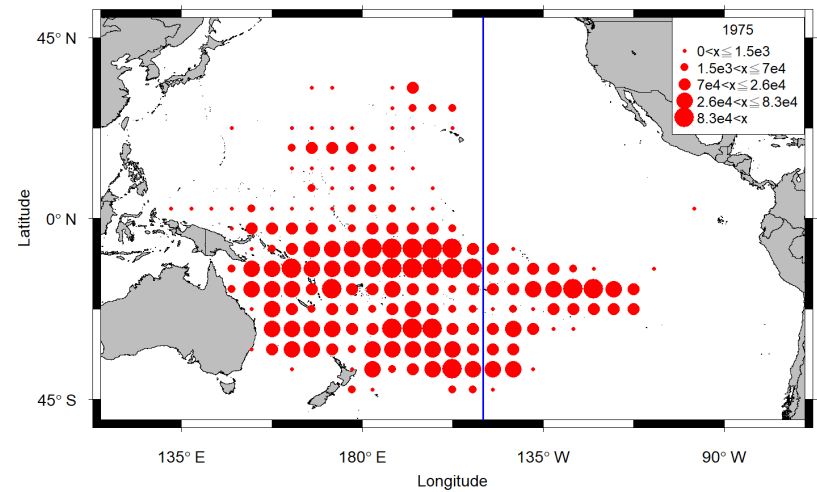 1975
0<x≦1.5e3
1.5e3<x≦7e4
7e4<x≦2.6e4
2.6e4<x≦8.3e4
8.3e4<x
45° N
0° N
45° S
Latitude
135° E
180° E
135° W
90° W
Longitude